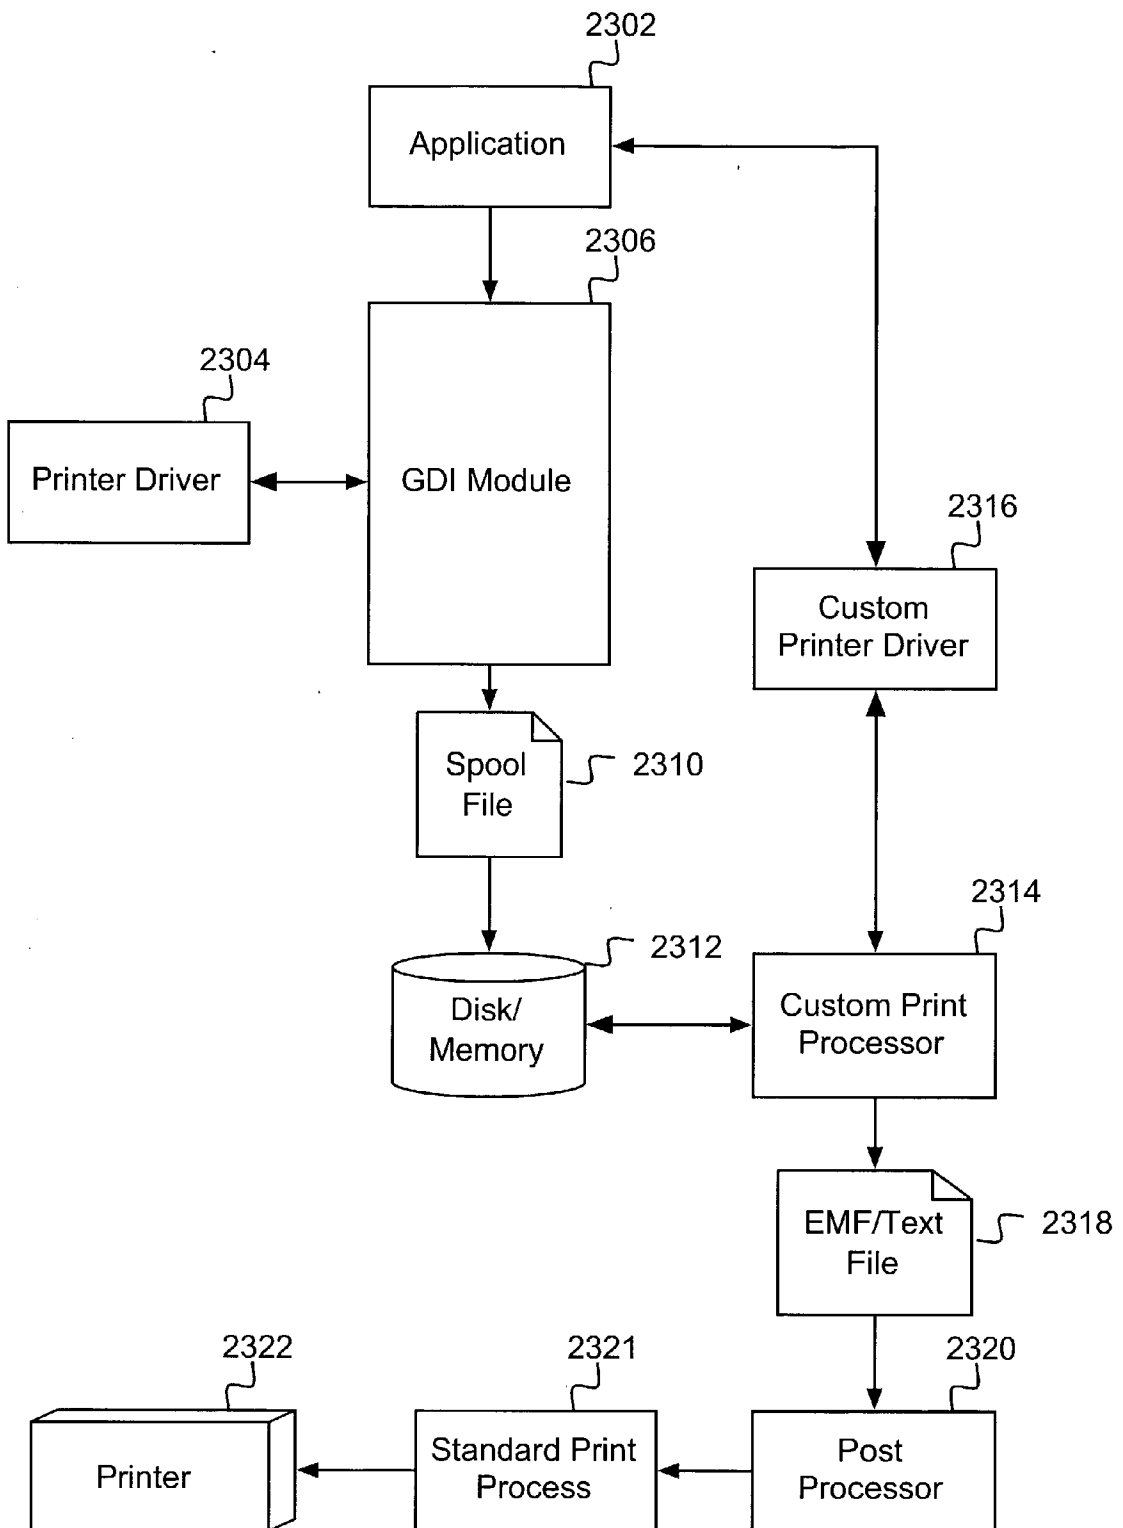 2302
Application
2306
2304
Printer Driver
GDI Module
2316
Custom
Printer Driver
Spool
File
2310
2314
2312
Disk/
Memory
Custom Print
Processor
EMF/Text
File
2318
2322
2321
2320
Printer
Standard Print
Process
Post
Processor